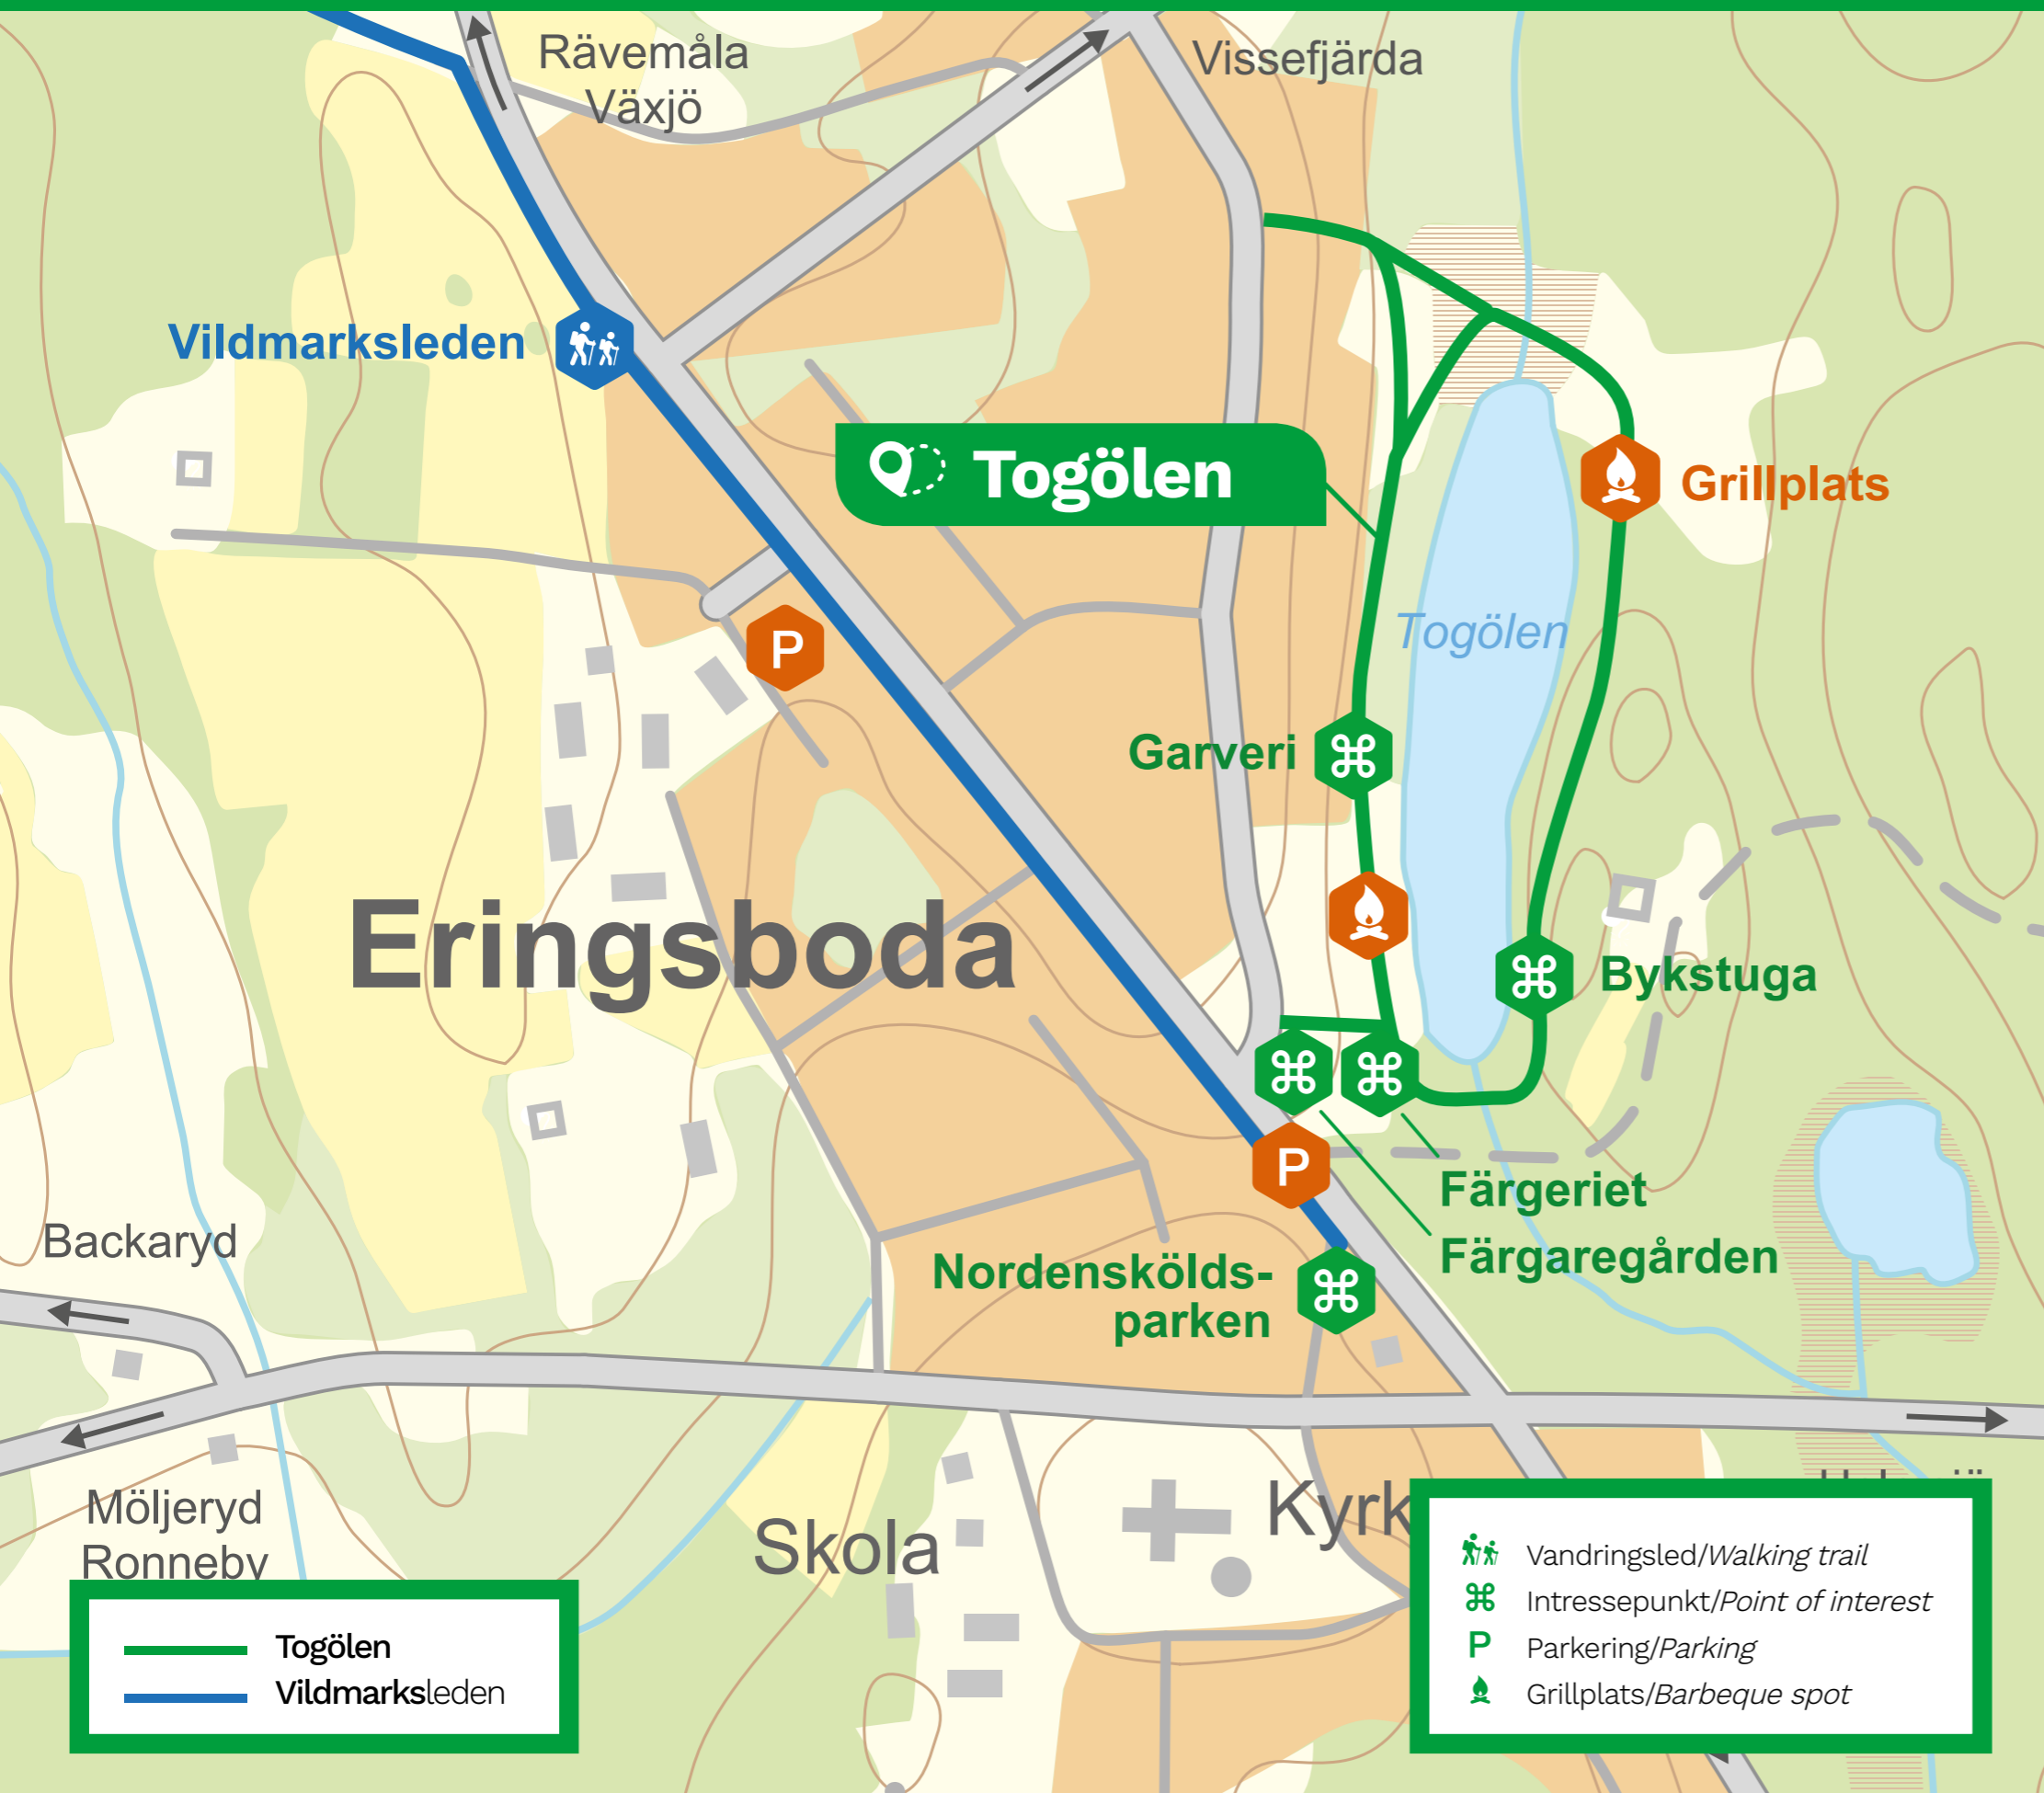 Rävemåla
Växjö
Vissefjärda
Vildmarksleden
Togölen
Grillplats
Togölen
P
Garveri
Eringsboda
Bykstuga
P
Färgeriet
Färgaregården
Backaryd
Nordenskölds-
parken
Möljeryd
Ronneby
Skola
Togölen
Vildmarksleden
Vandringsled/Walking trail
Intressepunkt/Point of interest
P Parkering/Parking
Grillplats/Barbeque spot